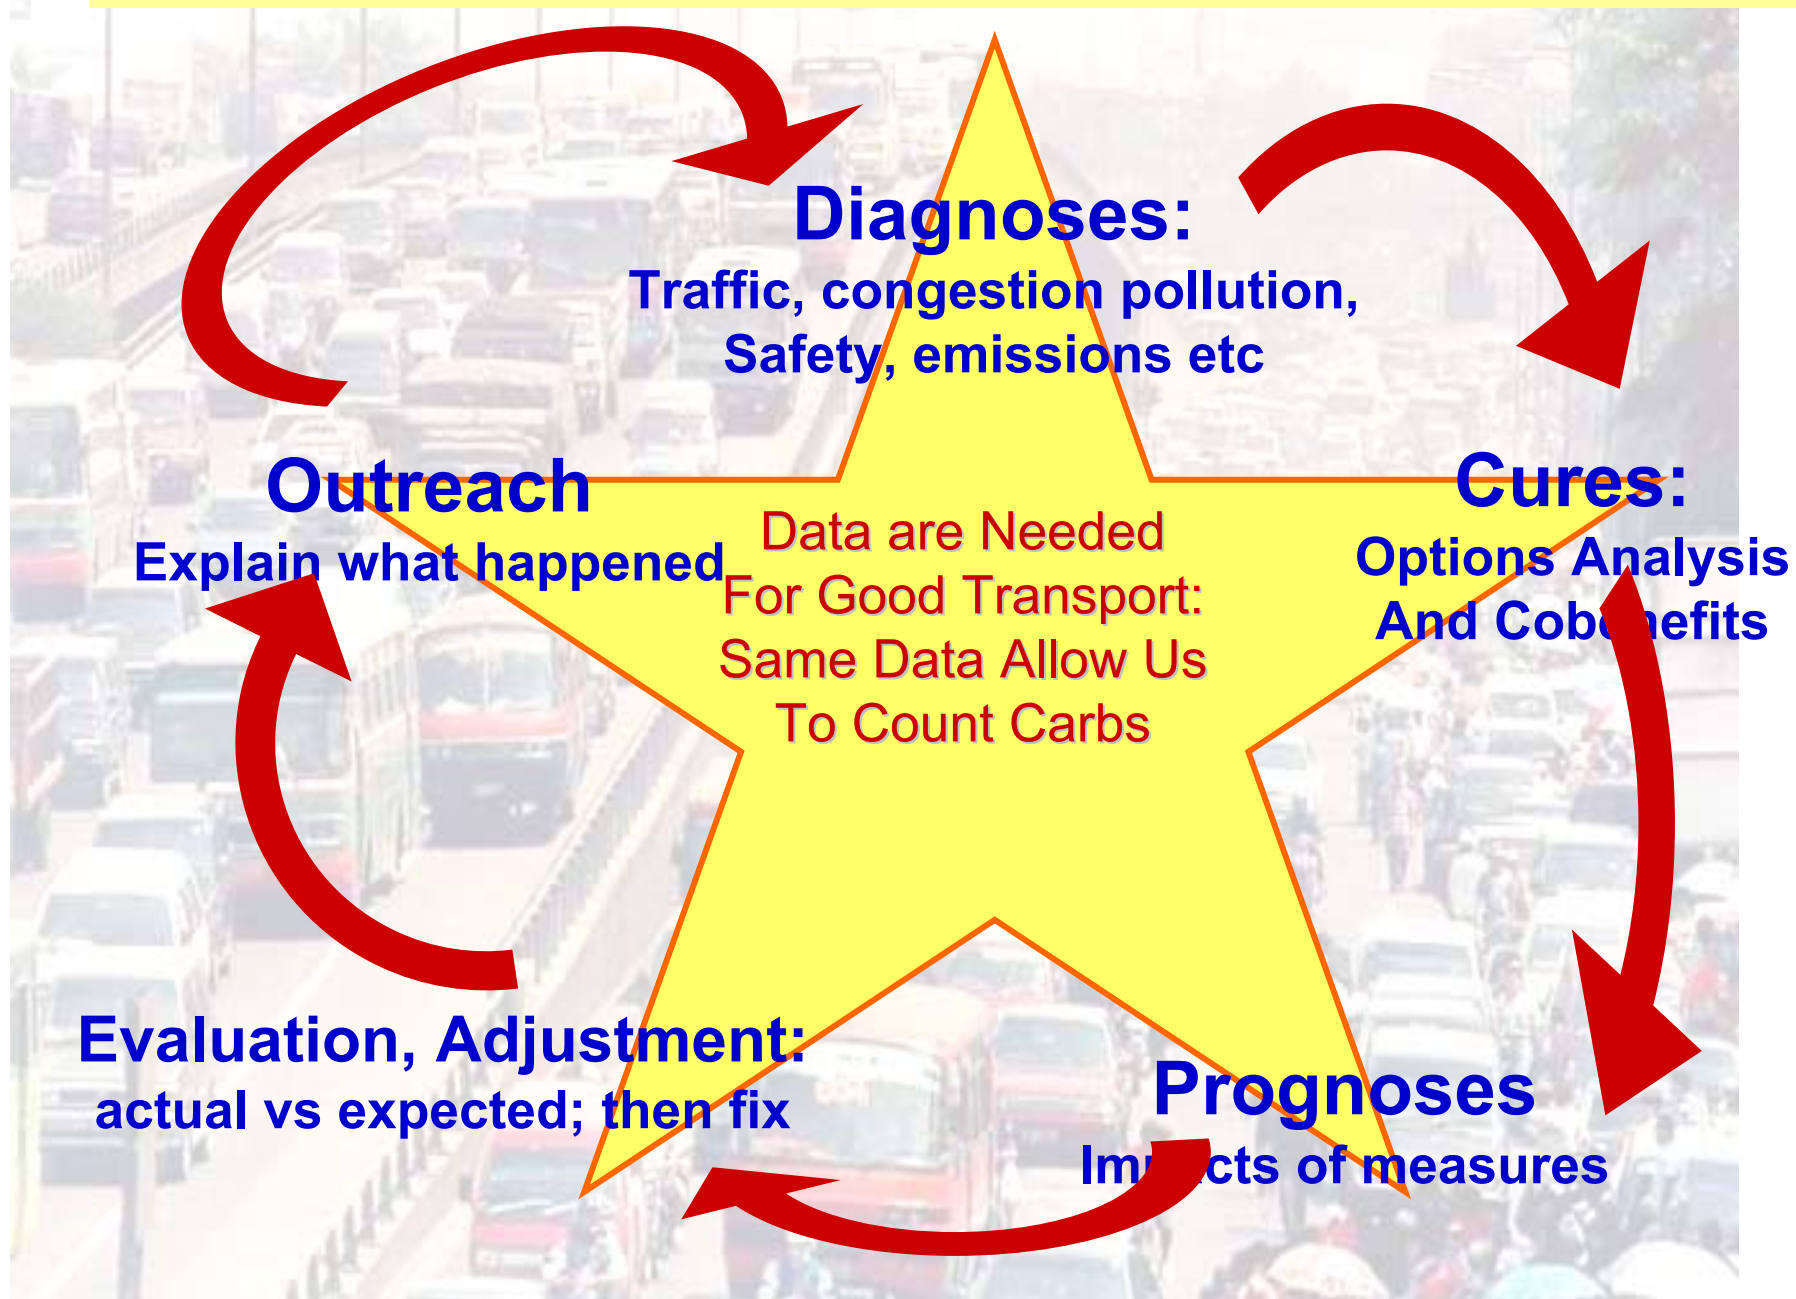 Diagnoses:
Traffic, congestion pollution,
Safety, emissions etc
Outreach
Explain what happened
Cures:
Options Analysis
And Cobenefits
Data are Needed
For Good Transport:
Same Data Allow Us
To Count Carbs
Evaluation, Adjustment:
actual vs expected; then fix
Prognoses
Impacts of measures